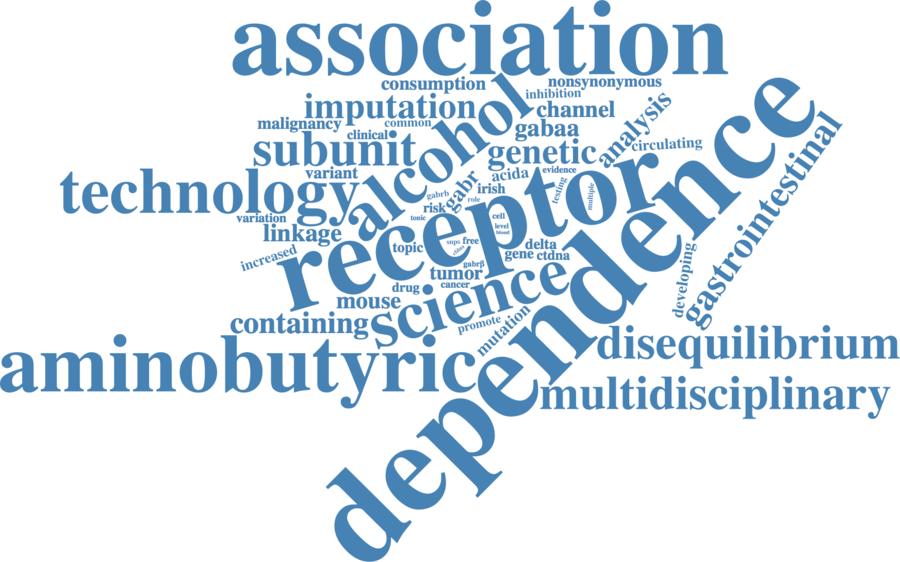 association
consumption
nonsynonymous
inhibition
imputation
channel
malignancy
common
clinical
gabaa
analysis
alcohol
subunit
genetic
circulating
variant
acida
evidence
technology
gabr
irish
testing
multiple
gabrb
role
risk
receptor
variation
tonic
cell
level
blood
linkage
topic
snps
free
delta
increased
gene
ctdna
gabrβ
tumor
cancer
drug
mouse
science
developing
gastrointestinal
containing
promote
mutation
dependence
disequilibrium
aminobutyric
multidisciplinary